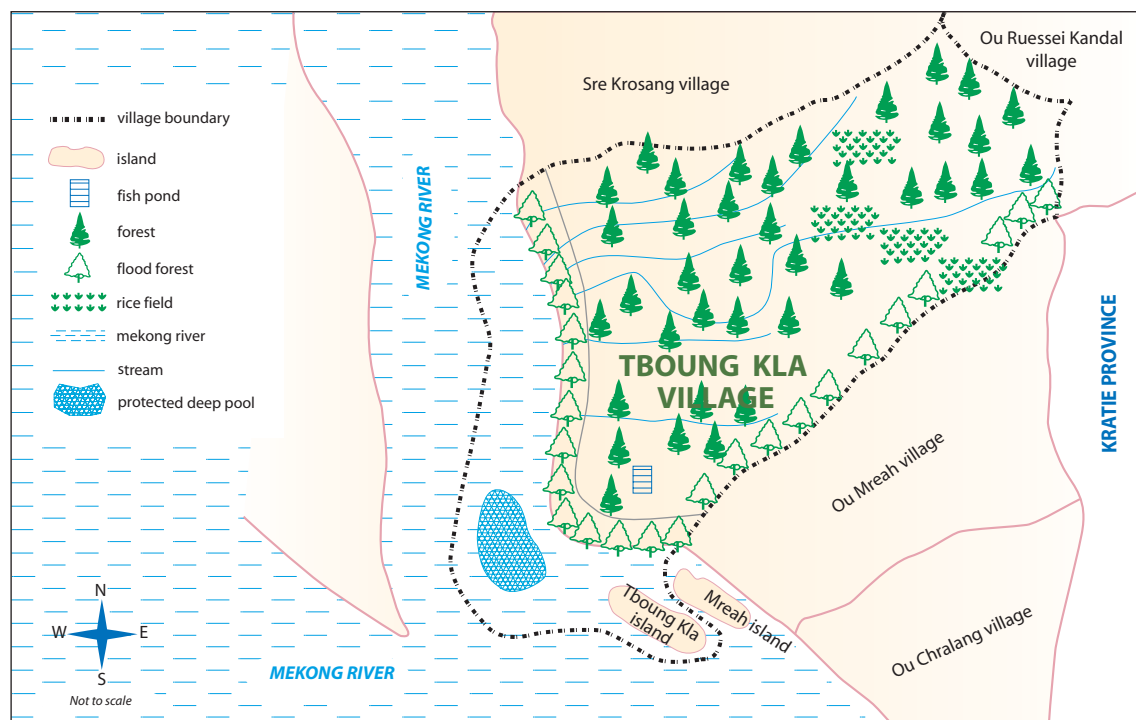 Ou Ruessei Kandal
village
Sre Krosang village
village boundary
island
fish pond
forest
flood forest
rice field
mekong river
stream
protected deep pool
MEKONG RIVER
TBOUNG KLA
VILLAGE
KRATIE PROVINCE
Ou Mreah village
Ou Chralang village
Mreah island
Tboung Kla
island
MEKONG RIVER
N
W
E
S
Not to scale